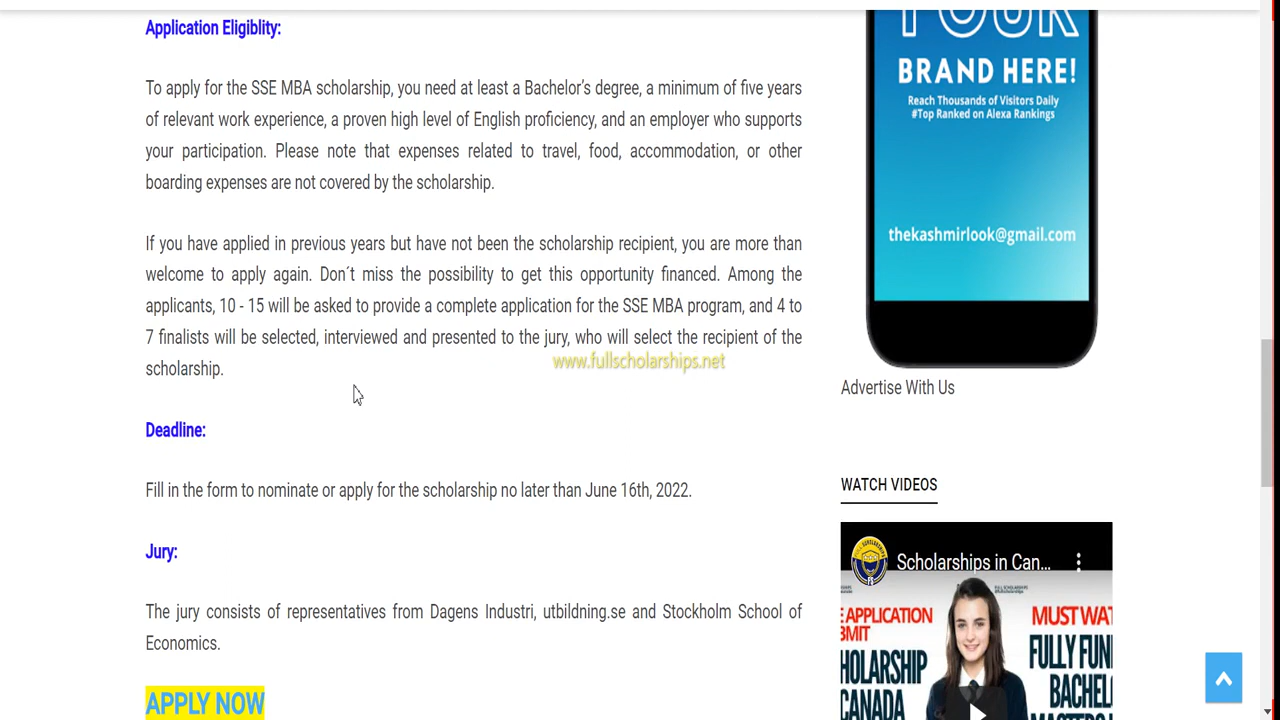 Application Eligiblity:
To apply for the SSE MBA scholarship, you need at least a Bachelor’s degree, a minimum of five years
of relevant work experience, a proven high level of English proficiency, and an employer who supports
your participation. Please note that expenses related to travel, food, accommodation, or other
boarding expenses are not covered by the scholarship.
If you have applied in previous years but have not been the scholarship recipient, you are more than
welcome to apply again. Don´t miss the possibility to get this opportunity financed. Among the
applicants, 10 - 15 will be asked to provide a complete application for the SSE MBA program, and 4 to
7 finalists will be selected, interviewed and presented to the jury, who will select the recipient of the
scholarship.
www.fullscholarships.net
Deadline:
Fill in the form to nominate or apply for the scholarship no later than June 16th, 2022.
Jury:
The jury consists of representatives from Dagens Industri, utbildning.se and Stockholm School of
Economics.
APPLY NOW
YOUR
BRAND HERE!
Reach Thousands of Visitors Daily
#Top Ranked on Alexa Rankings
thekashmirlook@gmail.com
Advertise With Us
WATCH VIDEOS
Scholarships in Can...
APPLICATION
MUST WAT
HOLARSHIP
FULLY FUN
CANADA
BACHEL